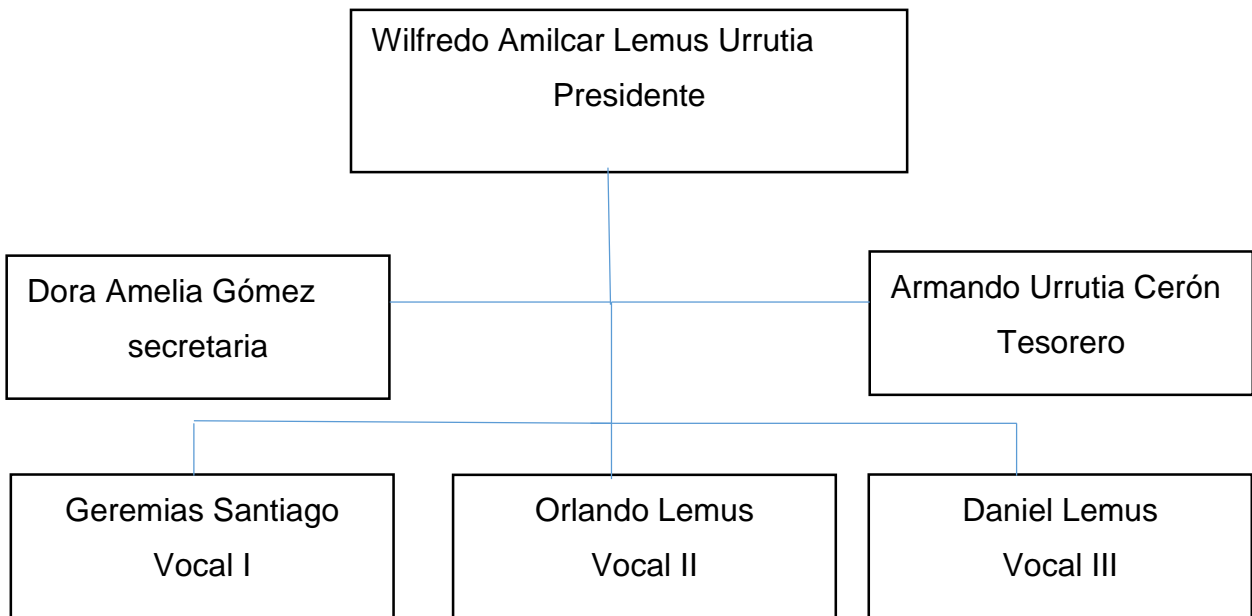 Wilfredo Amilcar Lemus Urrutia
Presidente
Dora Amelia Gómez
secretaria
Armando Urrutia Cerón
Tesorero
Geremias Santiago
Vocal I
Orlando Lemus
Vocal II
Daniel Lemus
Vocal III